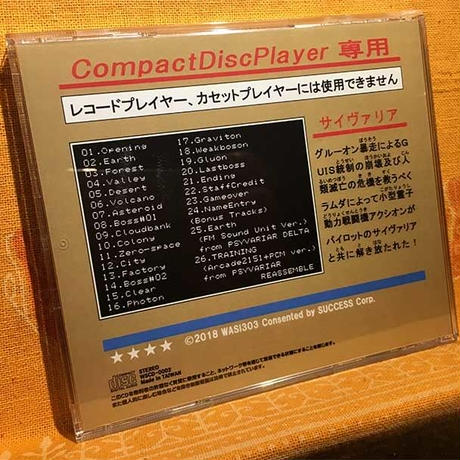 CompactDiscPlayer 専用
レコードプレイヤー、カセットプレイヤーには使用できません
01.Opening
02.Earth
03.Forest
04.Valley
05.Desert
06.Volcano
07.Asteroid
08.Boss#01
09.Cloudbank
10.Colony
11.Zero-space
12.City
13.Factory
14.Boss#02
15.Clear
16.Photon
17.Graviton
18.Weakboson
19.Gluon
20.Lastboss
21.Ending
22.StaffCredit
23.Gameover
24.NameEntry
(Bonus Tracks)
25.Earth
(FM Sound Unit Ver.)
from PSYVARIAR DELTA
26.TRAINING
(Arcade2151+PCM ver.)
from PSYVARIAR
REASSEMBLE
サイヴァリア
グルーオン暴走によるG
UIS統制の崩壊及び人
類滅亡の危機を救うべく
ラムダによって小型重子
動力戦闘機アクシオンが
パイロットのサイヴァリア
と共に解き放たれた!
©2018 WASI303 Consented by SUCCESS Corp.
★★★★
STEREO
WSCD-0002
Made in TAIWAN